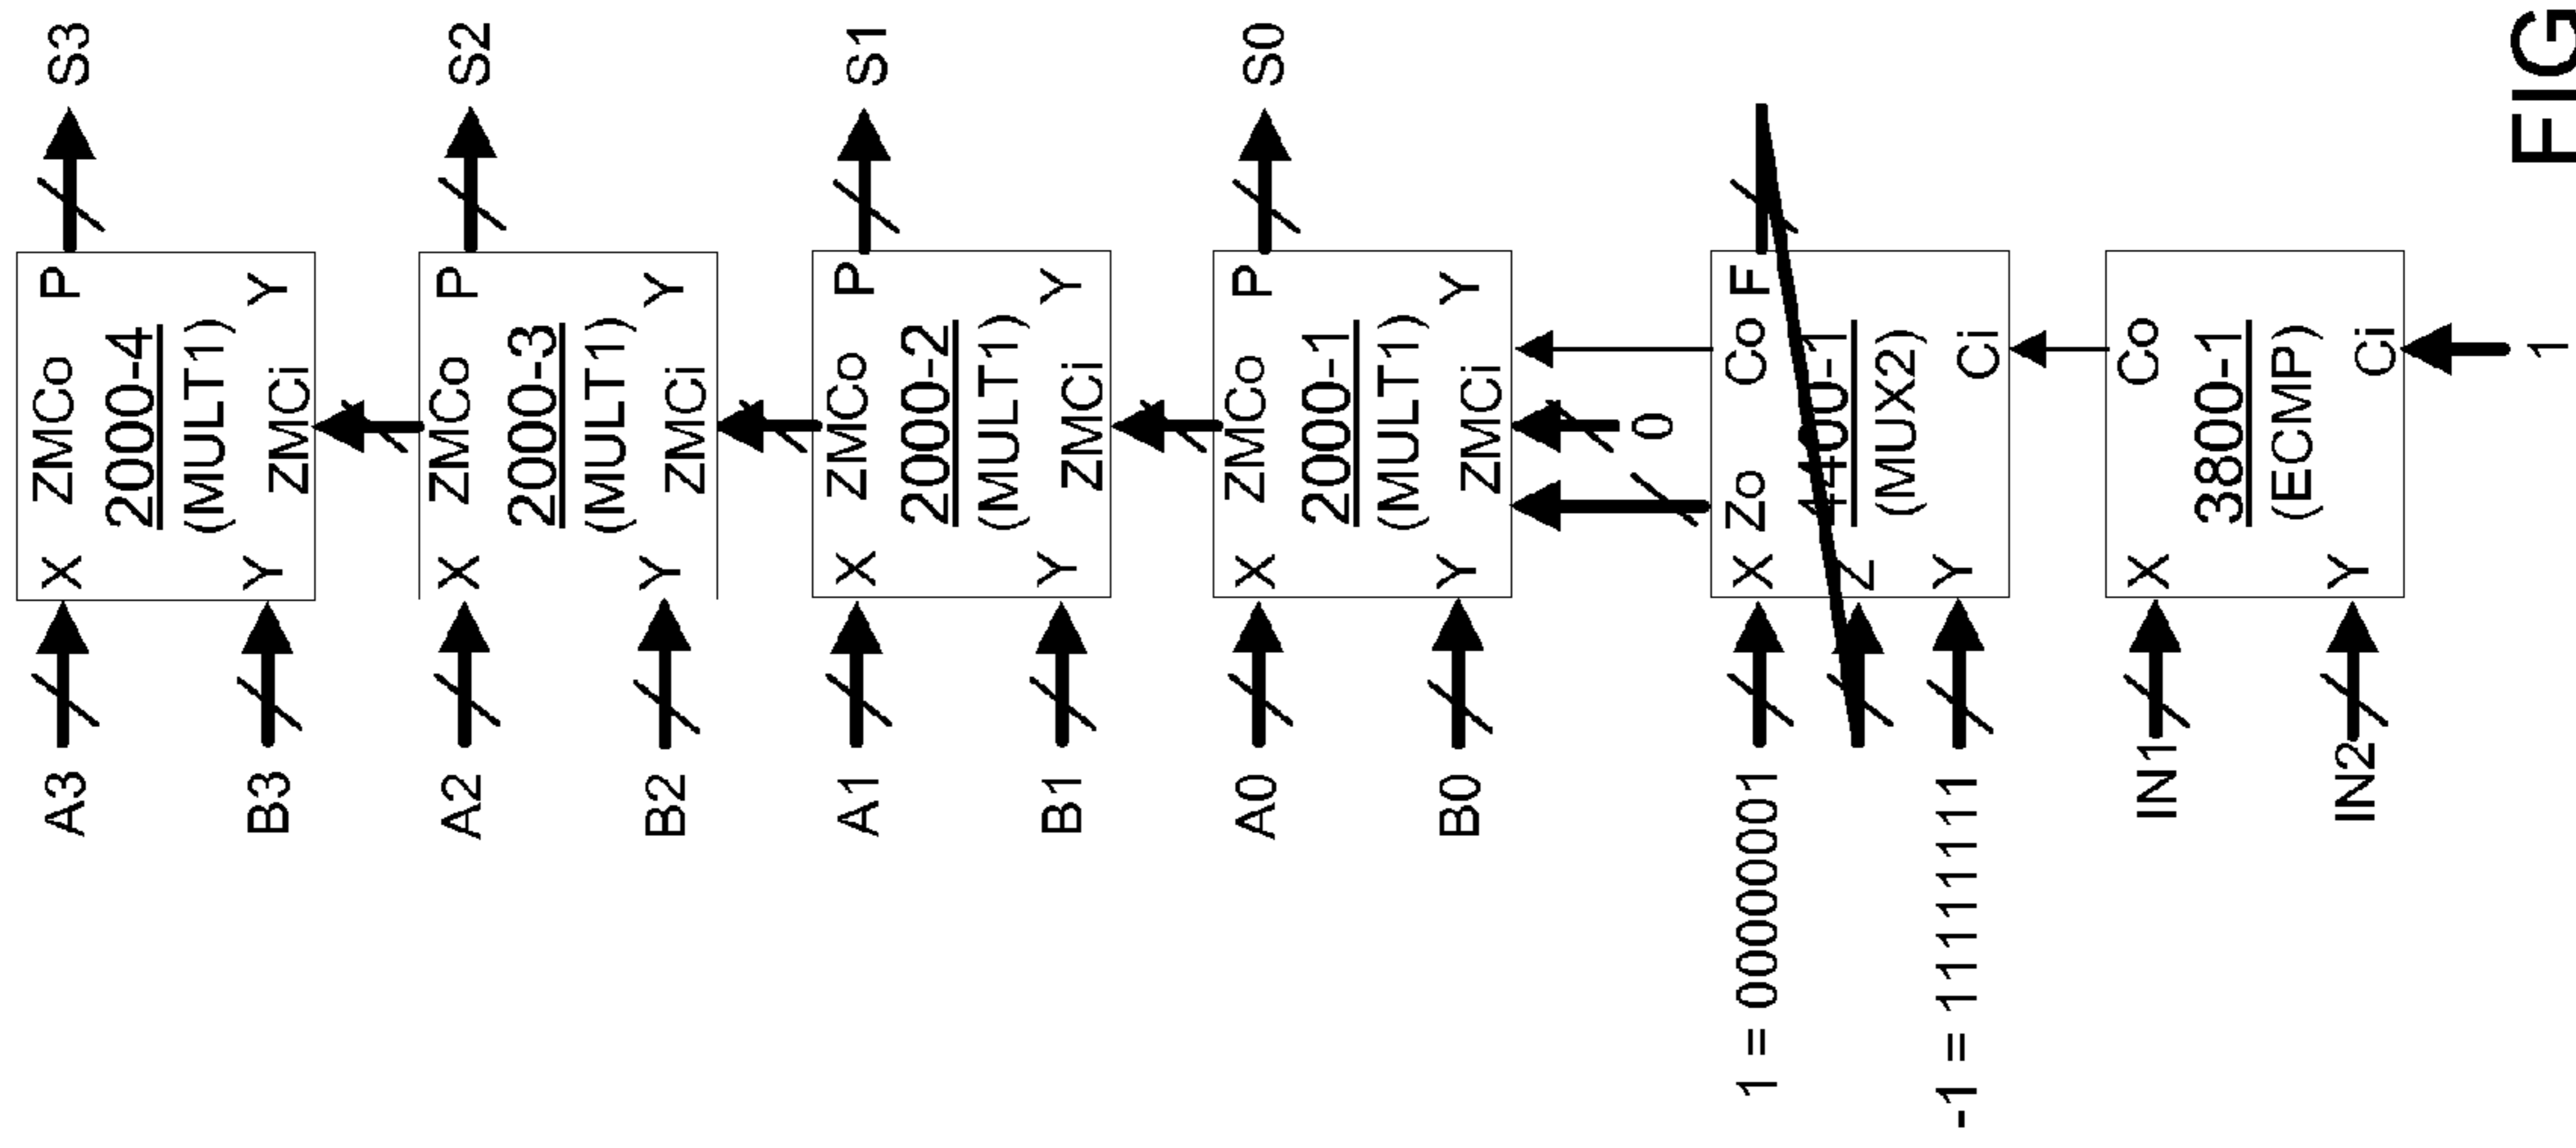 -1 = 11111111
1 = 00000001
IN2
IN1
B0
A0
B1
A1
B2
A2
B3
A3
1
Y
X
Ci
3800-1
(ECMP)
Co
Y
Z
X
Ci
4400-1
(MUX2)
Zo
Co
F
0
Y
X
ZMCi
2000-1
(MULT1)
ZMCo
Y
P
Y
X
ZMCi
2000-2
(MULT1)
ZMCo
Y
P
Y
X
ZMCi
2000-3
(MULT1)
ZMCo
Y
P
Y
X
ZMCi
2000-4
(MULT1)
ZMCo
Y
P
S0
S1
S2
S3
FIG